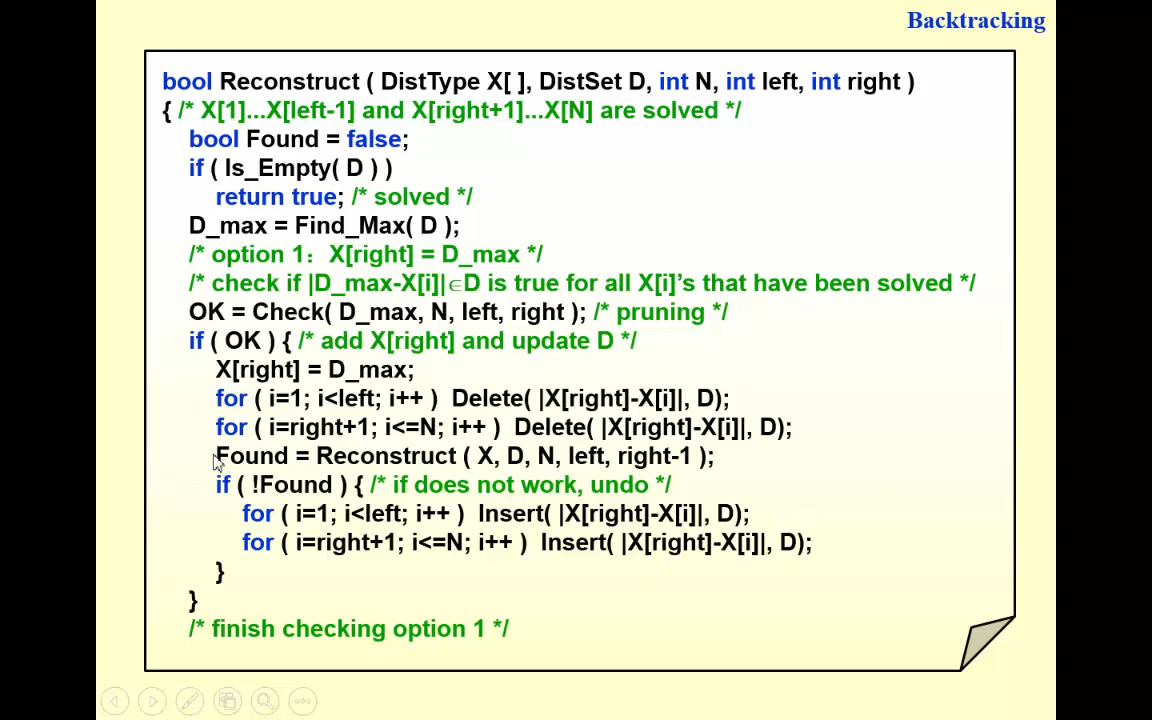 Backtracking
bool Reconstruct ( DistType X[ ], DistSet D, int N, int left, int right )
{ /* X[1]...X[left-1] and X[right+1]...X[N] are solved */
bool Found = false;
if ( Is_Empty( D ) )
return true; /* solved */
D_max = Find_Max( D );
/* option 1：X[right] = D_max */
/* check if |D_max-X[i]|∈D is true for all X[i]’s that have been solved */
OK = Check( D_max, N, left, right ); /* pruning */
if ( OK ) { /* add X[right] and update D */
X[right] = D_max;
for ( i=1; i<left; i++ ) Delete( |X[right]-X[i]|, D);
for ( i=right+1; i<=N; i++ ) Delete( |X[right]-X[i]|, D);
Found = Reconstruct ( X, D, N, left, right-1 );
if ( !Found ) { /* if does not work, undo */
for ( i=1; i<left; i++ ) Insert( |X[right]-X[i]|, D);
for ( i=right+1; i<=N; i++ ) Insert( |X[right]-X[i]|, D);
}
}
/* finish checking option 1 */